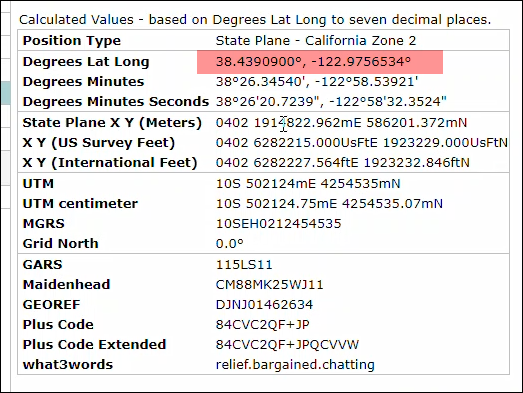 Calculated Values - based on Degrees Lat Long to seven decimal places.
Position Type State Plane - California Zone 2
Degrees Lat Long 38.4390900°, -122.9756534°
Degrees Minutes 38°26.34540', -122°58.53921'
Degrees Minutes Seconds 38°26'20.7239", -122°58'32.3524"
State Plane X Y (Meters) 0402 1914822.962mE 586201.372mN
X Y (US Survey Feet) 0402 6282215.000UsFtE 1923229.000UsFtN
X Y (International Feet) 0402 6282227.564ftE 1923232.846ftN
UTM 10S 502124mE 4254535mN
UTM centimeter 10S 502124.75mE 4254535.07mN
MGRS 10SEH0212454535
Grid North 0.0°
GARS 115LS11
Maidenhead CM88MK25WJ11
GEOREF DJNJ01462634
Plus Code 84CVC2QF+JP
Plus Code Extended 84CVC2QF+JPQCVVW
what3words relief.bargained.chatting